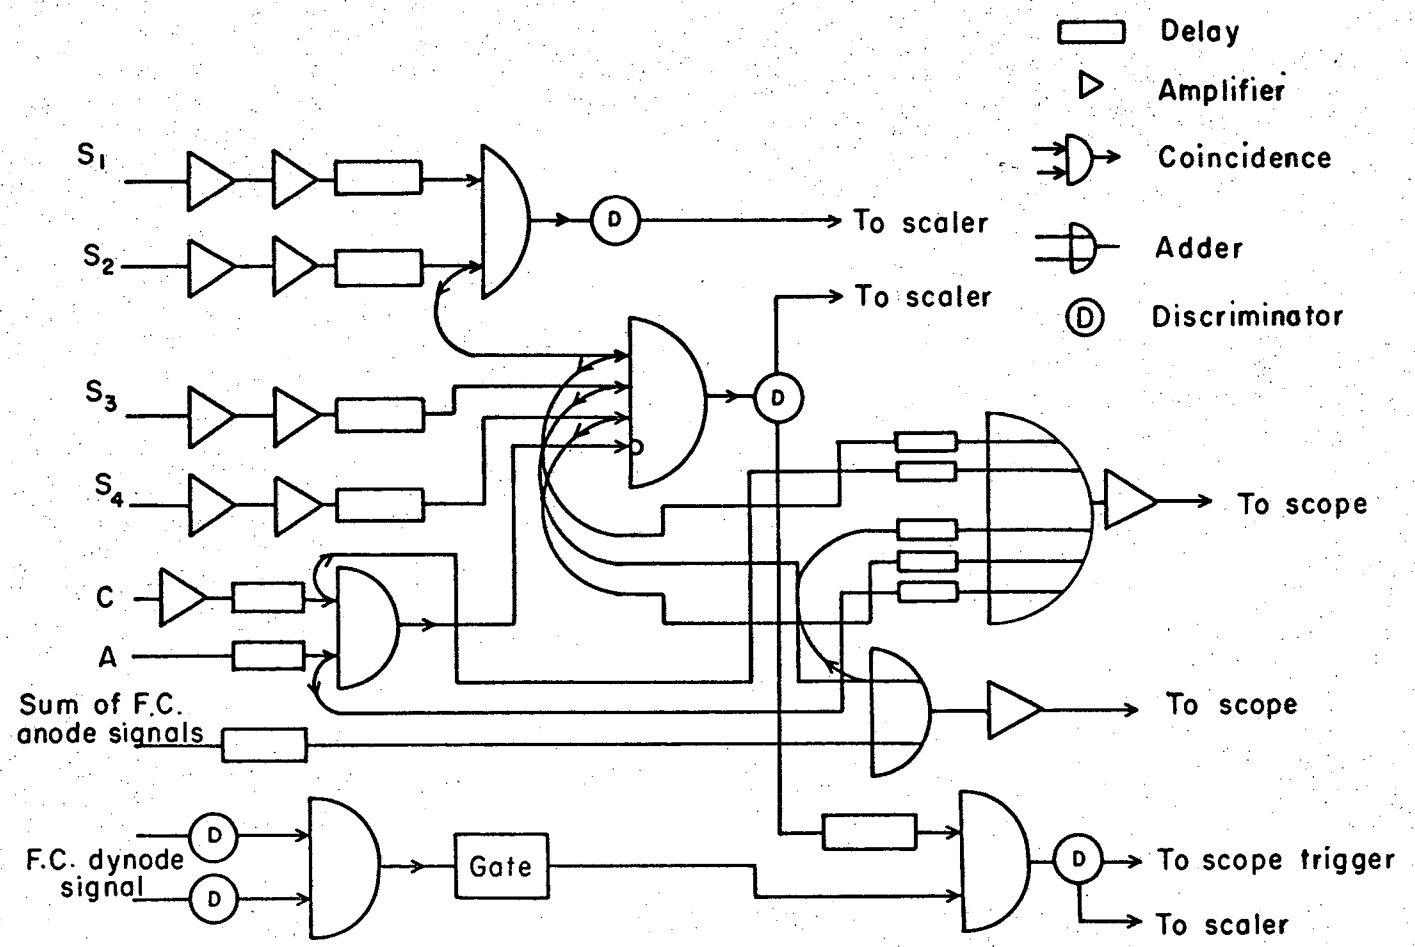 Delay
Amplifier
Coincidence
Adder
D Discriminator
S1
D
To scaler
S2
To scaler
S3
D
S4
To scope
C
A
Sum of F.C.
anode signals
To scope
D
F.C. dynode
signal
D
Gate
D
To scope trigger
To scaler